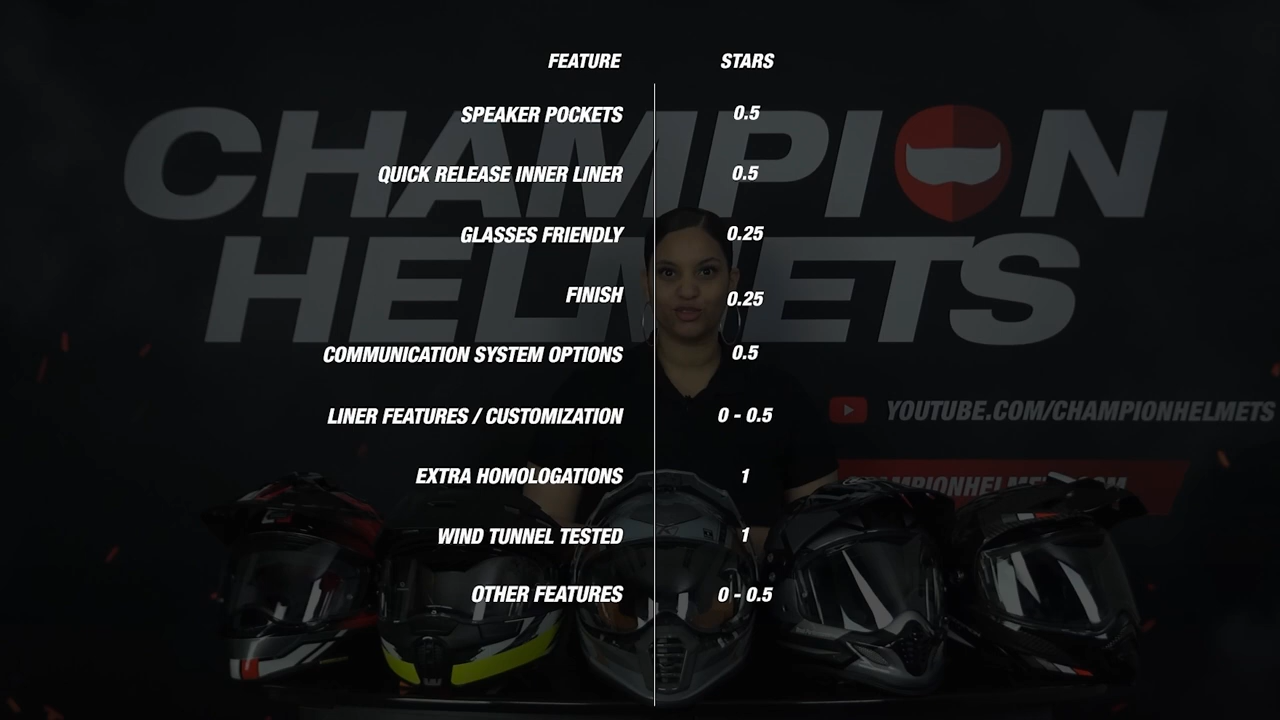 FEATURE STARS
SPEAKER POCKETS 0.5
QUICK RELEASE INNER LINER 0.5
GLASSES FRIENDLY 0.25
FINISH 0.25
COMMUNICATION SYSTEM OPTIONS 0.5
LINER FEATURES / CUSTOMIZATION 0 - 0.5
EXTRA HOMOLOGATIONS 1
WIND TUNNEL TESTED 1
OTHER FEATURES 0 - 0.5
CHAMPION
HELMETS
YOUTUBE.COM/CHAMPIONHELMETS